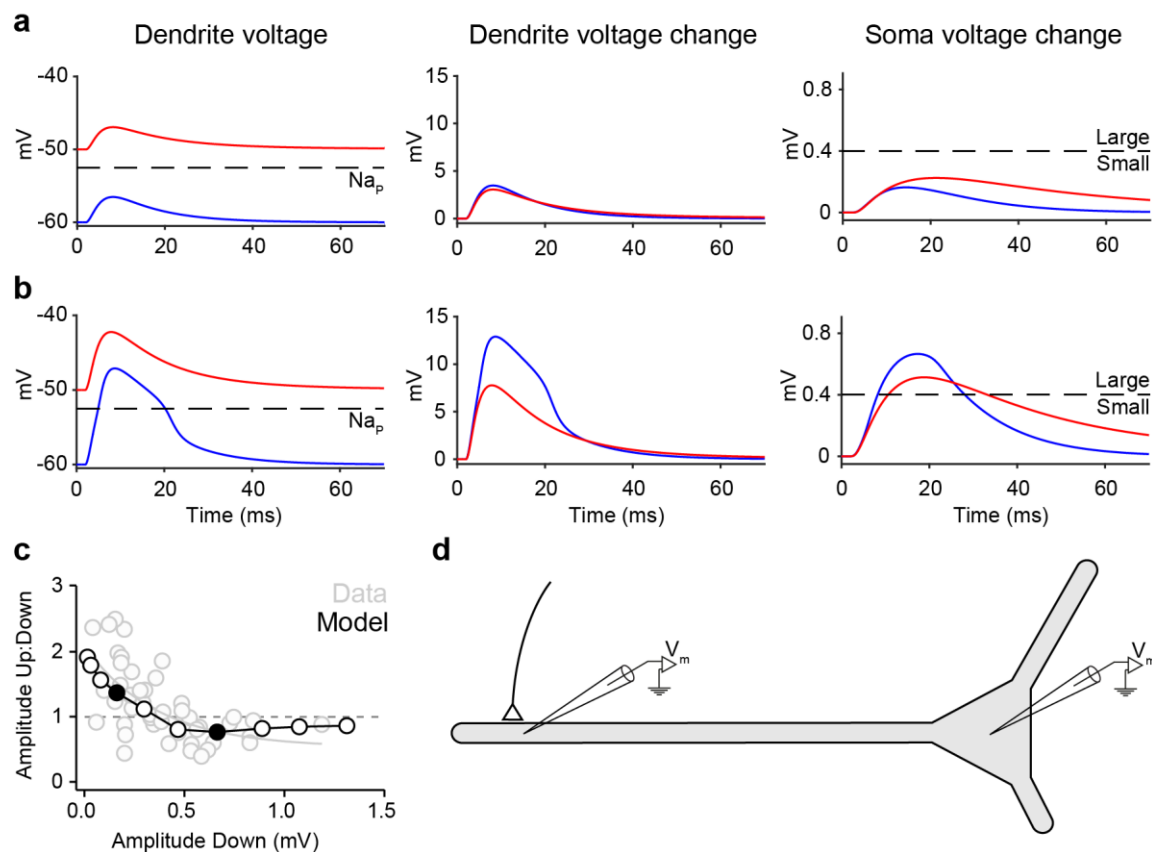 a
Dendrite voltage
Dendrite voltage change
Soma voltage change
-40
-50
-60
mV
Na_P
0 20 40 60
15
10
5
0
mV
0 20 40 60
0.8
0.4
0
mV
Large
Small
0 20 40 60
b
-40
-50
-60
mV
Na_P
0 20 40 60
Time (ms)
15
10
5
0
mV
0 20 40 60
Time (ms)
0.8
0.4
0
mV
Large
Small
0 20 40 60
Time (ms)
c
3
2
1
0
Amplitude Up:Down
Data
Model
0.0 0.5 1.0 1.5
Amplitude Down (mV)
d
V_m
V_m